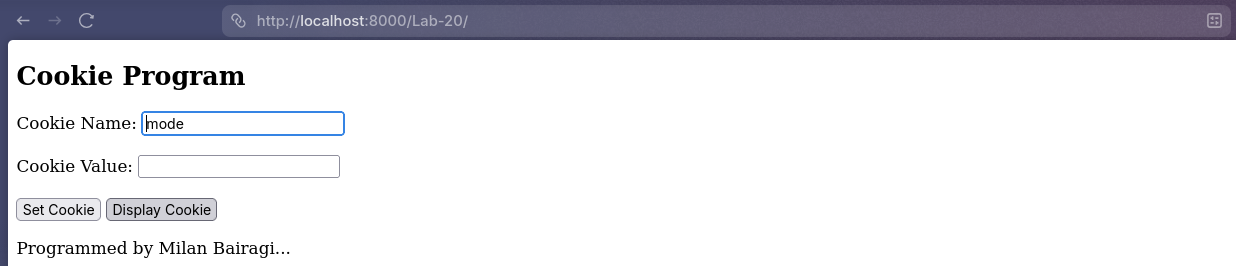 http://localhost:8000/Lab-20/
Cookie Program
Cookie Name: mode
Cookie Value:
Set Cookie Display Cookie
Programmed by Milan Bairagi...